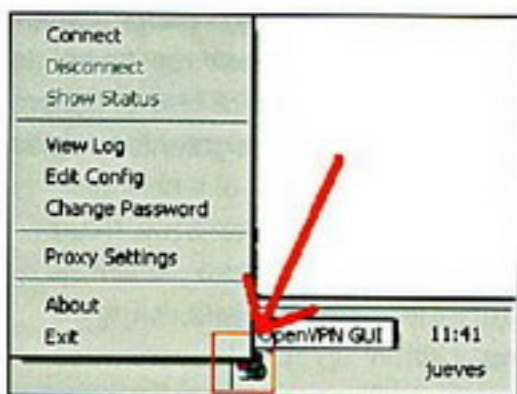 Connect
Disconnect
Show Status
View Log
Edit Config
Change Password
Proxy Settings
About
Exit
OpenVPN GUI
11:41
jueves